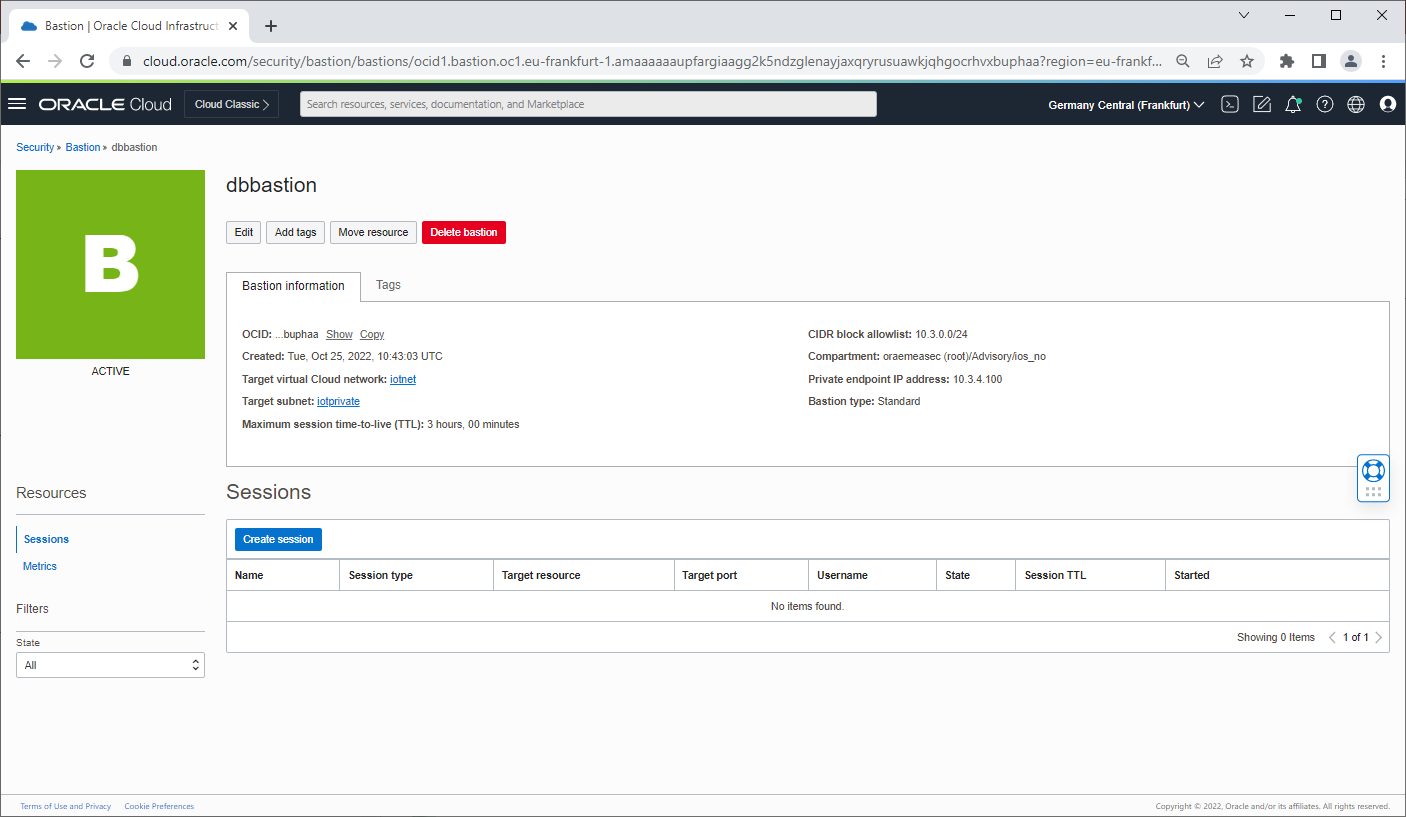 Bastion | Oracle Cloud Infrastruct
cloud.oracle.com/security/bastion/bastions/ocid1.bastion.oc1.eu-frankfurt-1.amaaaaaaupfargiaagg2k5ndzglenayjaxqryrusuawkjqhgocrhvxbuphaa?region=eu-frankf...
ORACLE Cloud Cloud Classic > Search resources, services, documentation, and Marketplace Germany Central (Frankfurt)
Security » Bastion » dbbastion
B
ACTIVE
dbbastion
Edit Add tags Move resource Delete bastion
Bastion information Tags
OCID: ...buphaa Show Copy
Created: Tue, Oct 25, 2022, 10:43:03 UTC
Target virtual Cloud network: iotnet
Target subnet: iotprivate
Maximum session time-to-live (TTL): 3 hours, 00 minutes
CIDR block allowlist: 10.3.0.0/24
Compartment: oraemeasec (root)/Advisory/ios_no
Private endpoint IP address: 10.3.4.100
Bastion type: Standard
Resources
Sessions
Metrics
Filters
State
All
Sessions
Create session
Name Session type Target resource Target port Username State Session TTL Started
No items found.
Showing 0 Items < 1 of 1 >
Terms of Use and Privacy Cookie Preferences Copyright © 2022, Oracle and/or its affiliates. All rights reserved.